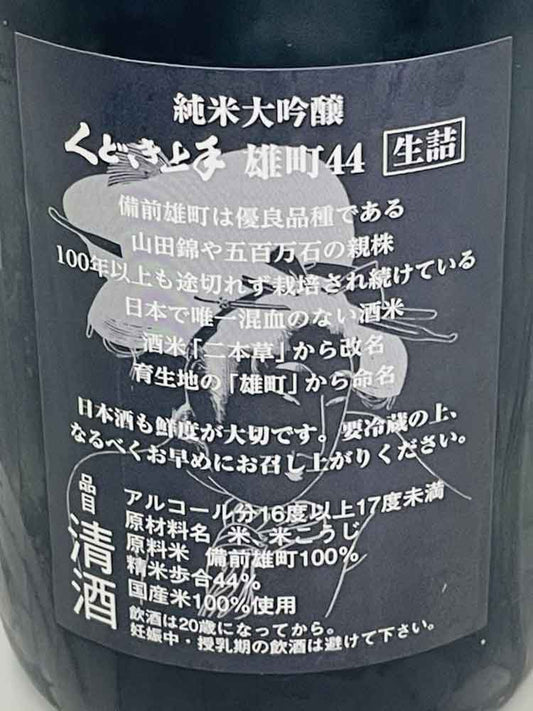 純米大吟醸
くどき上手 雄町44 生詰
備前雄町は優良品種である
山田錦や五百万石の親株
100年以上も途切れず栽培され続けている
日本で唯一混血のない酒米
酒米「二本草」から改名
育生地の「雄町」から命名
日本酒も鮮度が大切です。要冷蔵の上、
なるべくお早めにお召し上がりください。
品目
清酒
アルコール分16度以上17度未満
原材料名 米、米こうじ
原料米 備前雄町100%
精米歩合44%
国産米100%使用
飲酒は20歳になってから。
妊娠中・授乳期の飲酒は避けて下さい。